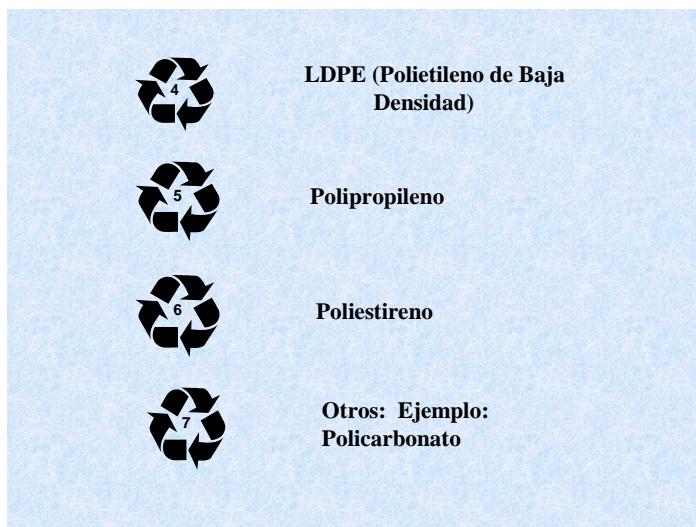 4
LDPE (Polietileno de Baja
Densidad)
5
Polipropileno
6
Poliestireno
7
Otros: Ejemplo:
Policarbonato